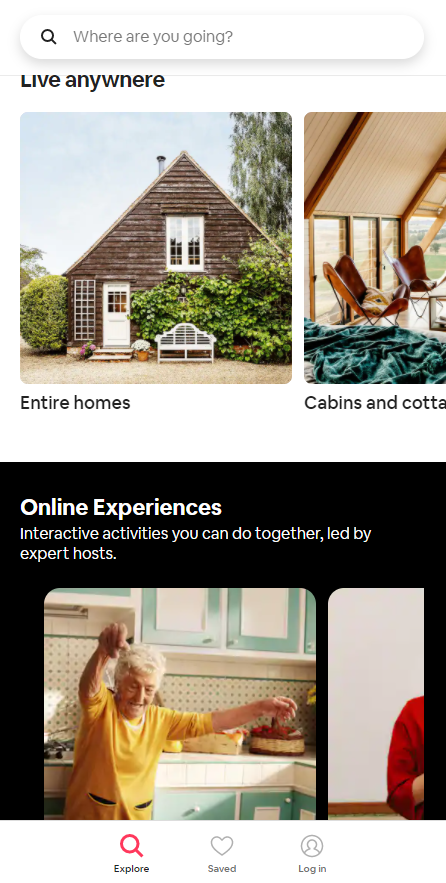 Where are you going?
Live anywhere
Entire homes
Cabins and cotta
Online Experiences
Interactive activities you can do together, led by
expert hosts.
Explore
Saved
Log in